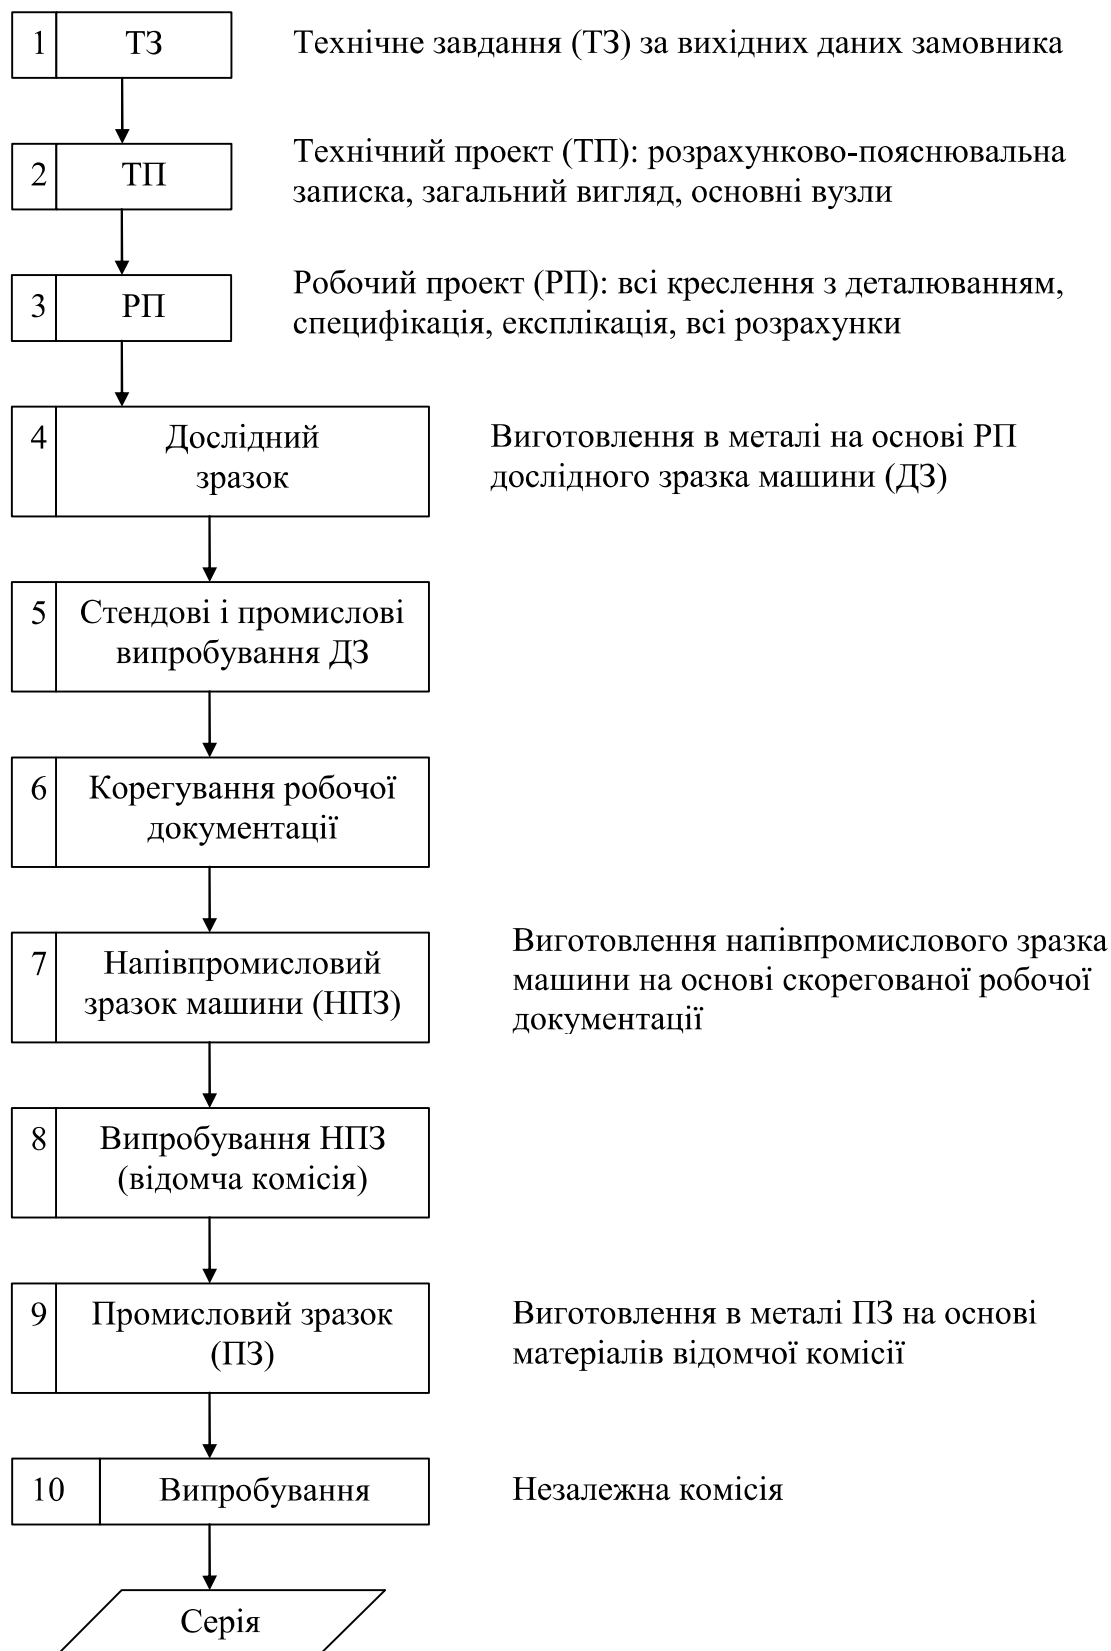 1 ТЗ Технічне завдання (ТЗ) за вихідних даних замовника
2 ТП Технічний проект (ТП): розрахунково-пояснювальна
записка, загальний вигляд, основні вузли
3 РП Робочий проект (РП): всі креслення з деталюванням,
специфікація, експлікація, всі розрахунки
4 Дослідний
зразок
Виготовлення в металі на основі РП
дослідного зразка машини (ДЗ)
5 Стендові і промислові
випробування ДЗ
6 Корегування робочої
документації
7 Напівпромисловий
зразок машини (НПЗ)
Виготовлення напівпромислового зразка
машини на основі скорегованої робочої
документації
8 Випробування НПЗ
(відомча комісія)
9 Промисловий зразок
(ПЗ)
Виготовлення в металі ПЗ на основі
матеріалів відомчої комісії
10 Випробування Незалежна комісія
Серія